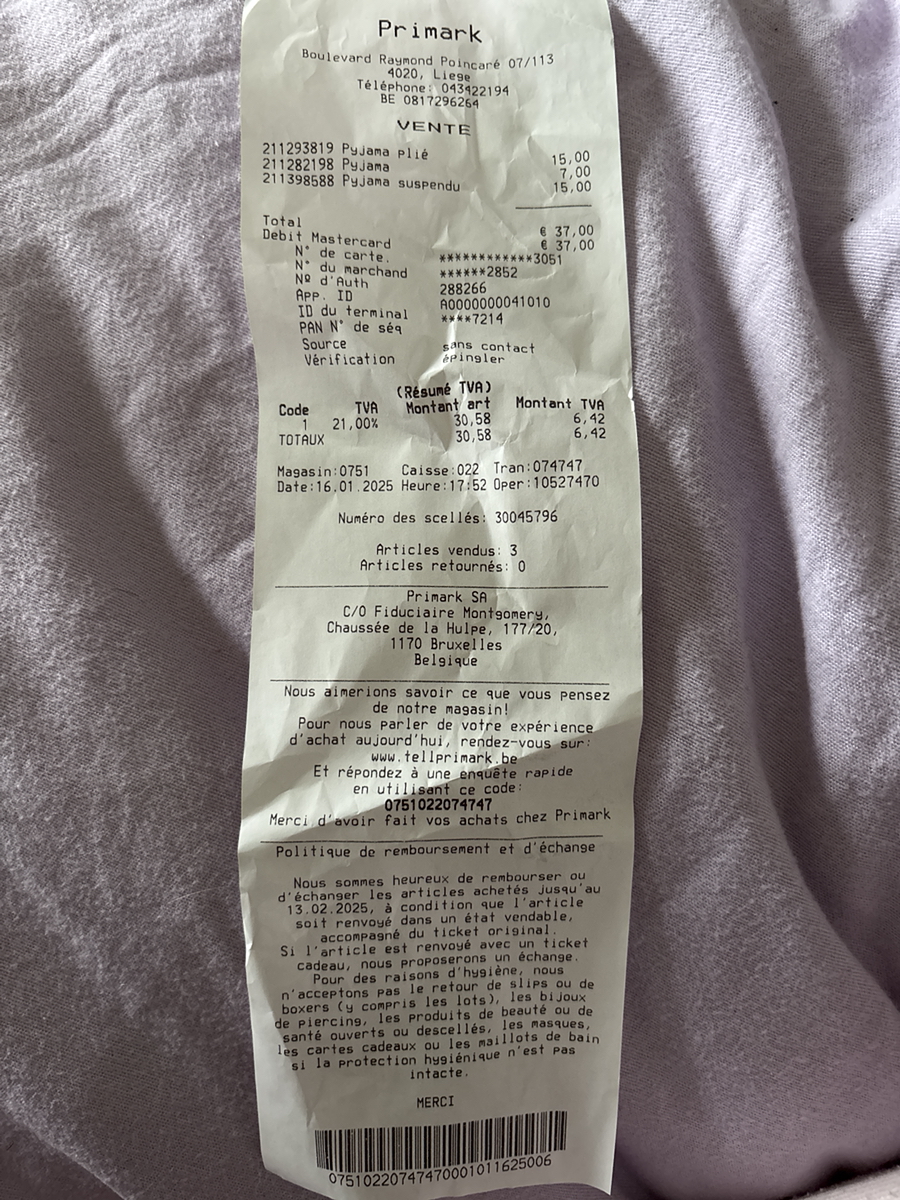 Primark
Boulevard Raymond Poincaré 07/113
4020, Liege
Téléphone: 043422194
BE 0817296264
VENTE
211293819 Pyjama plié 15,00
211282198 Pyjama 7,00
211398588 Pyjama suspendu 15,00
Total € 37,00
Debit Mastercard € 37,00
N° de carte. ************3051
N° du marchand ******2852
Nº d'Auth 288266
App. ID A0000000041010
ID du terminal ****7214
PAN N° de séq
Source sans contact
Vérification épingler
(Résumé TVA)
Code TVA Montant art Montant TVA
1 21,00% 30,58 6,42
TOTAUX 30,58 6,42
Magasin:0751 Caisse:022 Tran:074747
Date:16.01.2025 Heure:17:52 Oper:10527470
Numéro des scellés: 30045796
Articles vendus: 3
Articles retournés: 0
Primark SA
C/O Fiduciaire Montgomery,
Chaussée de la Hulpe, 177/20,
1170 Bruxelles
Belgique
Nous aimerions savoir ce que vous pensez
de notre magasin!
Pour nous parler de votre expérience
d'achat aujourd'hui, rendez-vous sur:
www.tellprimark.be
Et répondez à une enquête rapide
en utilisant ce code:
0751022074747
Merci d'avoir fait vos achats chez Primark
Politique de remboursement et d'échange
Nous sommes heureux de rembourser ou
d'échanger les articles achetés jusqu'au
13.02.2025, à condition que l'article
soit renvoyé dans un état vendable,
accompagné du ticket original.
Si l'article est renvoyé avec un ticket
cadeau, nous proposerons un échange.
Pour des raisons d'hygiène, nous
n'acceptons pas le retour de slips ou de
boxers (y compris les lots), les bijoux
de piercing, les produits de beauté ou de
santé ouverts ou descellés, les masques,
les cartes cadeaux ou les maillots de bain
si la protection hygiénique n'est pas
intacte.
MERCI
07510220747470001011625006